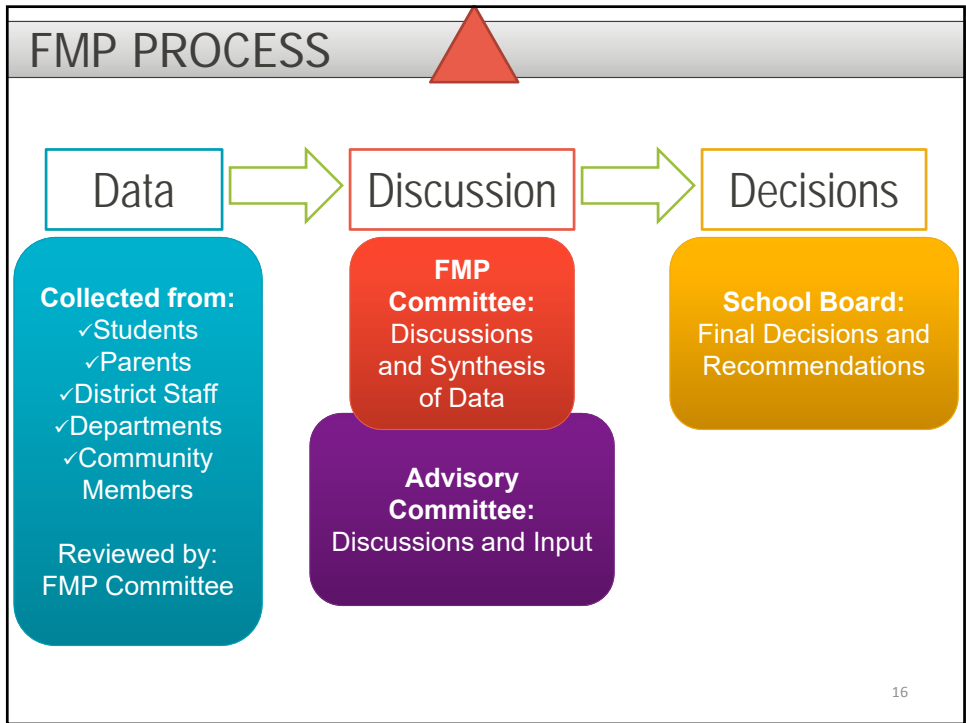 FMP PROCESS
Data
Discussion
Decisions
Collected from:
✓Students
✓Parents
✓District Staff
✓Departments
✓Community
Members
Reviewed by:
FMP Committee
FMP
Committee:
Discussions
and Synthesis
of Data
Advisory
Committee:
Discussions and Input
School Board:
Final Decisions and
Recommendations
16